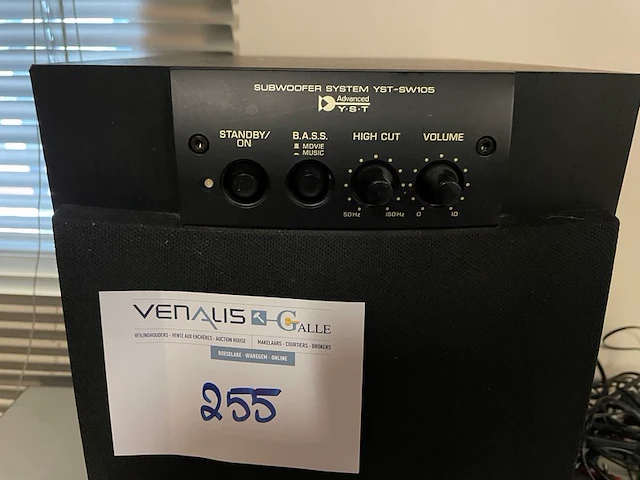 SUBWOOFER SYSTEM YST-SW105
Advanced
Y·S·T
STANDBY/
ON
B.A.S.S.
MOVIE
MUSIC
HIGH CUT
50Hz 150Hz
VOLUME
0 10
VENALIS GALLE
VEILINGHOUDERS - VENTE AUX ENCHÈRES - AUCTION HOUSE
MAKELAARS - COURTIERS - BROKERS
ROESELARE - WAREGEM - ONLINE
255